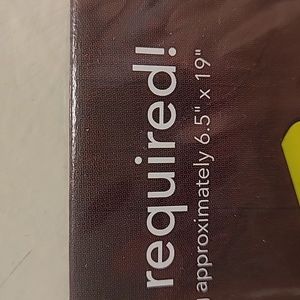 required!
approximately 6.5" x 19"